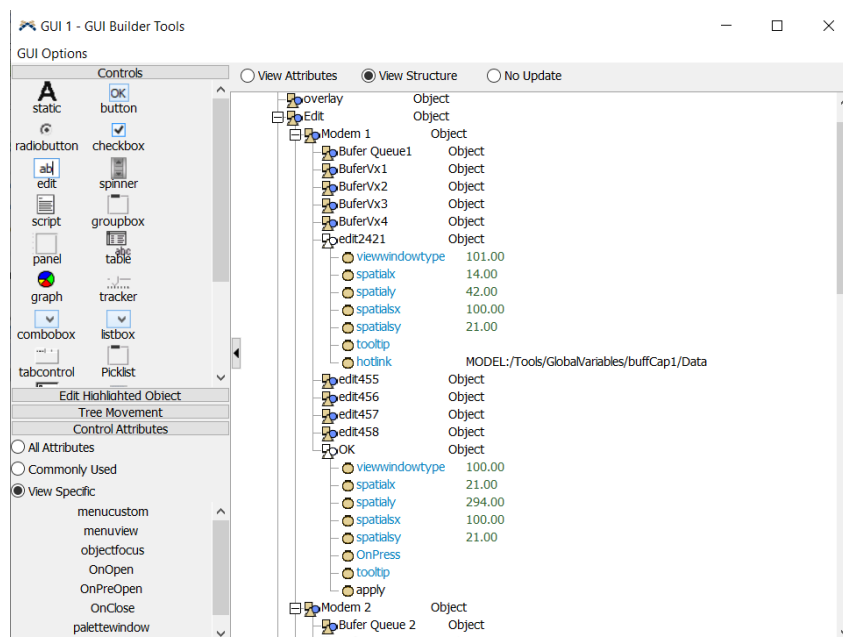 GUI 1 - GUI Builder Tools
GUI Options
Controls
static
OK
button
radiobutton
checkbox
ab
edit
spinner
script
groupbox
panel
abc
table
graph
tracker
combobox
listbox
tabcontrol
Picklist
Edit Highlighted Object
Tree Movement
Control Attributes
All Attributes
Commonly Used
View Specific
menucustom
menuview
objectfocus
OnOpen
OnPreOpen
OnClose
palettewindow
View Attributes View Structure No Update
overlay Object
Edit Object
Modem 1 Object
Bufer Queue1 Object
BuferVx1 Object
BuferVx2 Object
BuferVx3 Object
BuferVx4 Object
edit2421 Object
viewwindowtype 101.00
spatialx 14.00
spatialy 42.00
spatialsx 100.00
spatialsy 21.00
tooltip
hotlink MODEL:/Tools/GlobalVariables/buffCap1/Data
edit455 Object
edit456 Object
edit457 Object
edit458 Object
OK Object
viewwindowtype 100.00
spatialx 21.00
spatialy 294.00
spatialsx 100.00
spatialsy 21.00
OnPress
tooltip
apply
Modem 2 Object
Bufer Queue 2 Object